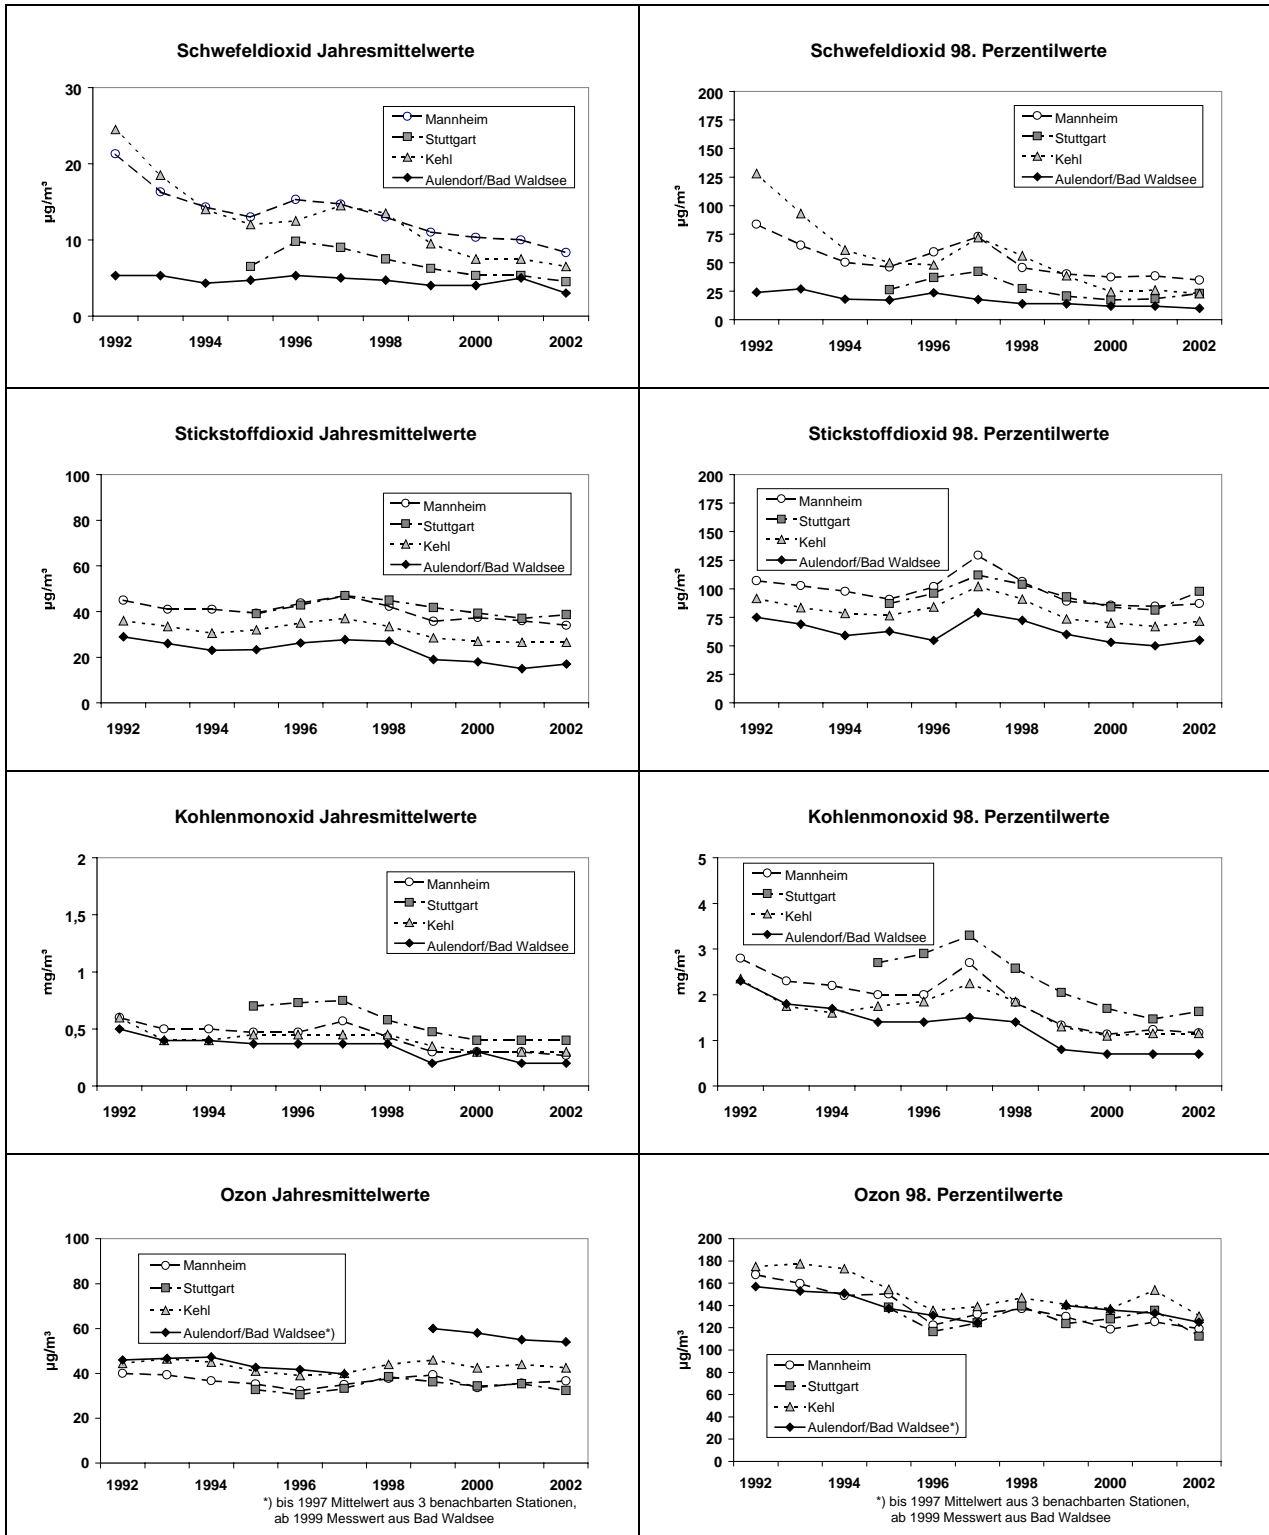 Schwefeldioxid Jahresmittelwerte
µg/m³
30
20
10
0
1992 1994 1996 1998 2000 2002
Mannheim
Stuttgart
Kehl
Aulendorf/Bad Waldsee
Schwefeldioxid 98. Perzentilwerte
µg/m³
200
175
150
125
100
75
50
25
0
1992 1994 1996 1998 2000 2002
Mannheim
Stuttgart
Kehl
Aulendorf/Bad Waldsee
Stickstoffdioxid Jahresmittelwerte
µg/m³
100
80
60
40
20
0
1992 1994 1996 1998 2000 2002
Mannheim
Stuttgart
Kehl
Aulendorf/Bad Waldsee
Stickstoffdioxid 98. Perzentilwerte
µg/m³
200
175
150
125
100
75
50
25
0
1992 1994 1996 1998 2000 2002
Mannheim
Stuttgart
Kehl
Aulendorf/Bad Waldsee
Kohlenmonoxid Jahresmittelwerte
mg/m³
2
1,5
1
0,5
0
1992 1994 1996 1998 2000 2002
Mannheim
Stuttgart
Kehl
Aulendorf/Bad Waldsee
Kohlenmonoxid 98. Perzentilwerte
mg/m³
5
4
3
2
1
0
1992 1994 1996 1998 2000 2002
Mannheim
Stuttgart
Kehl
Aulendorf/Bad Waldsee
Ozon Jahresmittelwerte
µg/m³
100
80
60
40
20
0
1992 1994 1996 1998 2000 2002
Mannheim
Stuttgart
Kehl
Aulendorf/Bad Waldsee*)
*) bis 1997 Mittelwert aus 3 benachbarten Stationen,
ab 1999 Messwert aus Bad Waldsee
Ozon 98. Perzentilwerte
µg/m³
200
180
160
140
120
100
80
60
40
20
0
1992 1994 1996 1998 2000 2002
Mannheim
Stuttgart
Kehl
Aulendorf/Bad Waldsee*)
*) bis 1997 Mittelwert aus 3 benachbarten Stationen,
ab 1999 Messwert aus Bad Waldsee